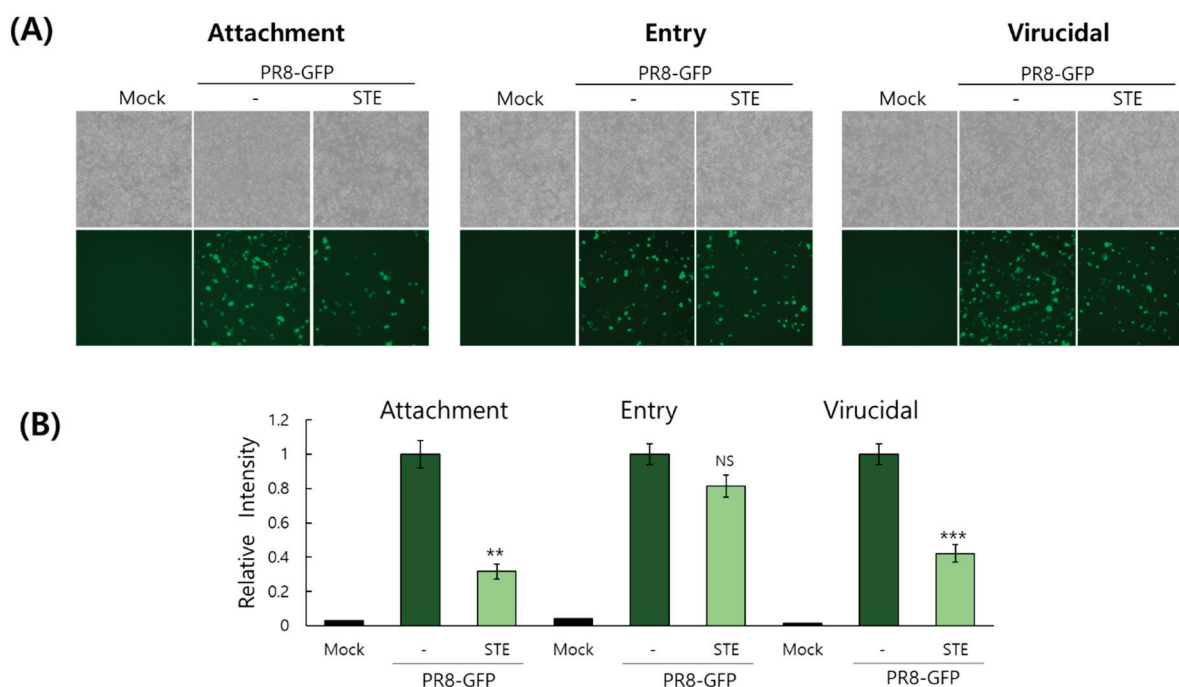 (A)
Attachment Entry Virucidal
PR8-GFP PR8-GFP PR8-GFP
Mock - STE Mock - STE Mock - STE
(B)
Attachment Entry Virucidal
Relative Intensity
1.2
1
0.8
0.6
0.4
0.2
0
** NS ***
Mock - STE Mock - STE Mock - STE
PR8-GFP PR8-GFP PR8-GFP